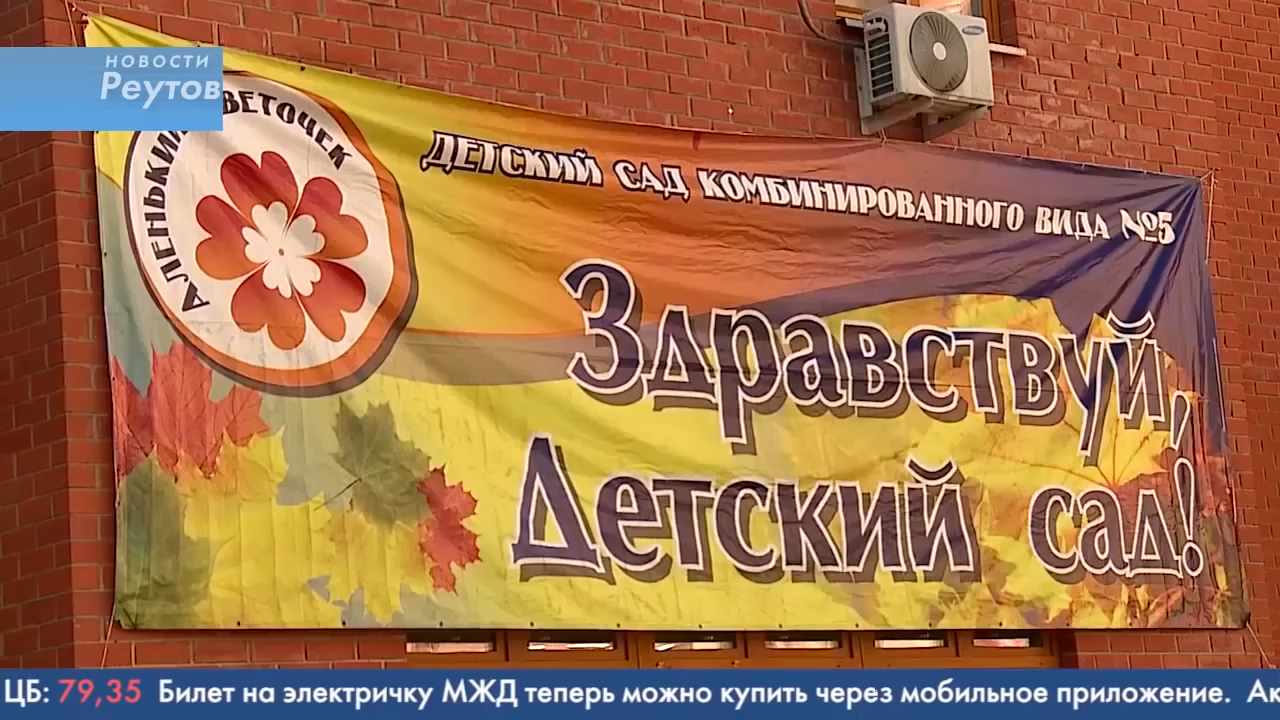 НОВОСТИ
Реутов
АЛЕНЬКИЙ ЦВЕТОЧЕК
ДЕТСКИЙ САД КОМБИНИРОВАННОГО ВИДА №5
Здравствуй,
Детский сад!
ЦБ: 79,35 Билет на электричку МЖД теперь можно купить через мобильное приложение. Ак